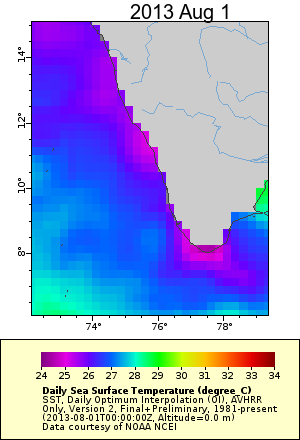 2013 Aug 1
14°
12°
10°
8°
74° 76° 78°
24 25 26 27 28 29 30 31 32 33 34
Daily Sea Surface Temperature (degree_C)
SST, Daily Optimum Interpolation (OI), AVHRR
Only, Version 2, Final+Preliminary, 1981-present
(2013-08-01T00:00:00Z, Altitude=0.0 m)
Data courtesy of NOAA NCEI